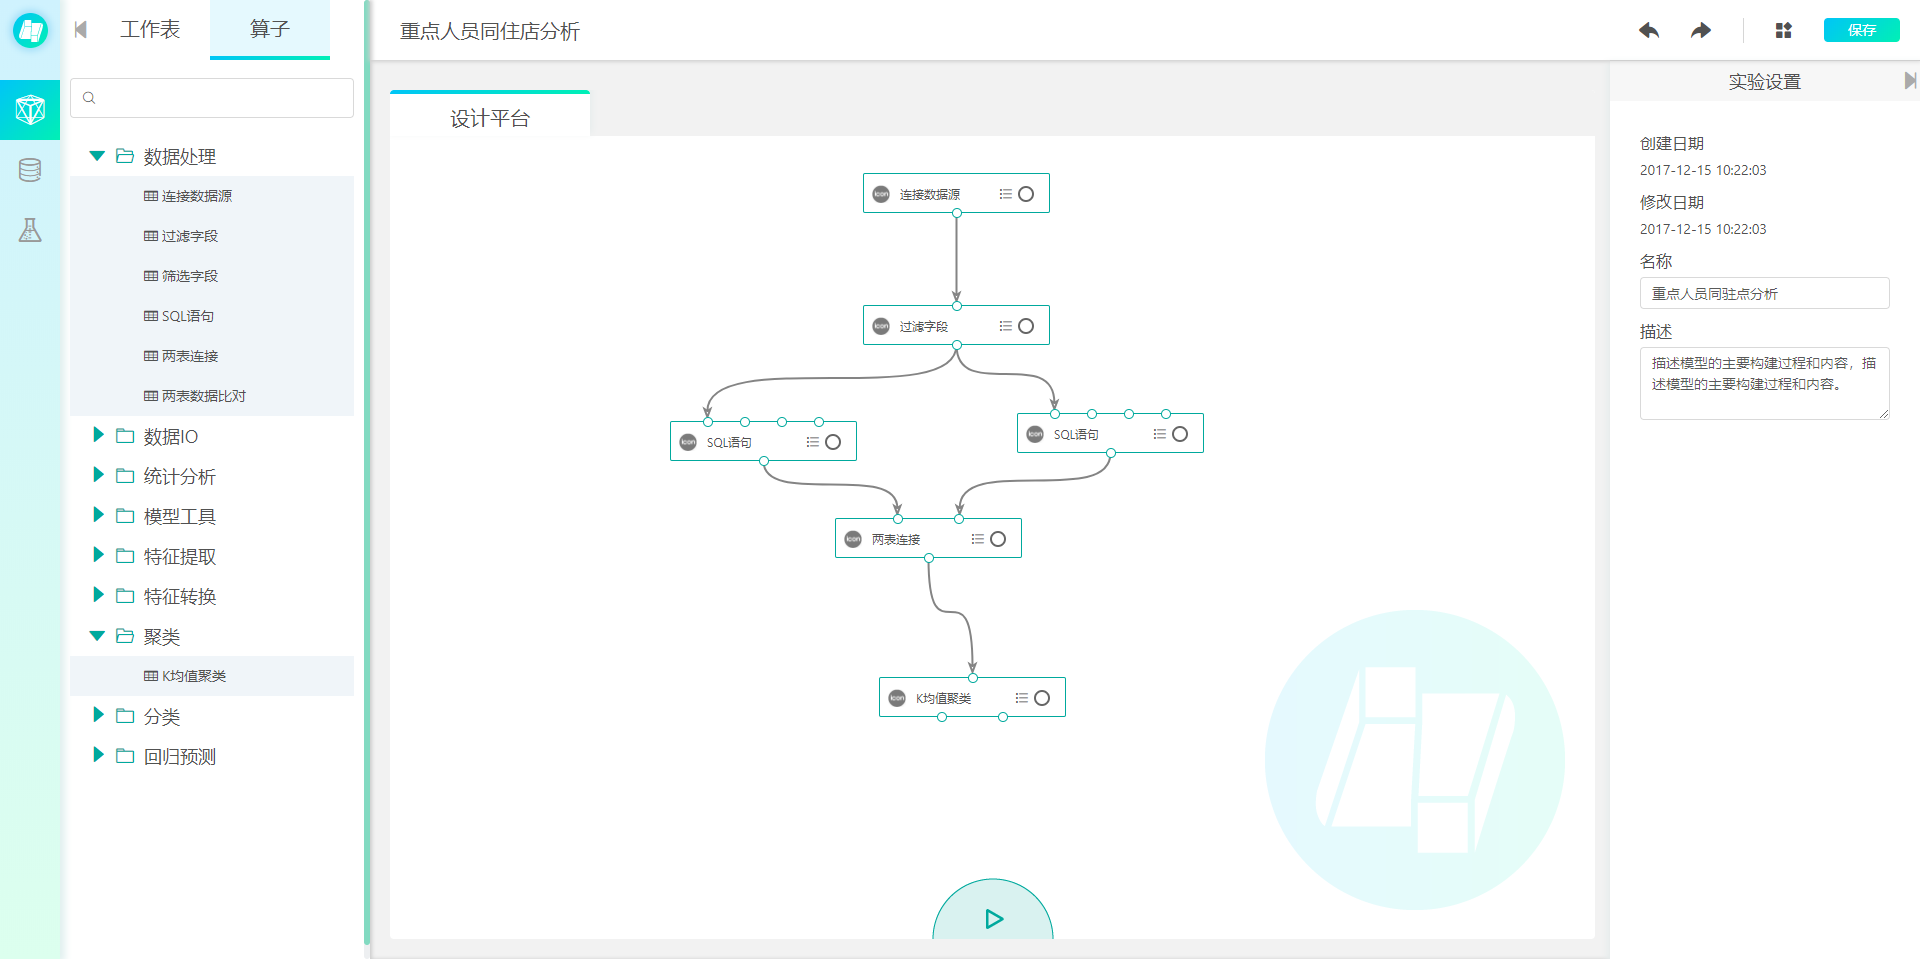 工作表
算子
重点人员同住店分析
保存
数据处理
连接数据源
过滤字段
筛选字段
SQL语句
两表连接
两表数据比对
数据IO
统计分析
模型工具
特征提取
特征转换
聚类
K均值聚类
分类
回归预测
设计平台
icon 连接数据源
icon 过滤字段
icon SQL语句
icon SQL语句
icon 两表连接
icon K均值聚类
实验设置
创建日期
2017-12-15 10:22:03
修改日期
2017-12-15 10:22:03
名称
重点人员同驻点分析
描述
描述模型的主要构建过程和内容，描
述模型的主要构建过程和内容。